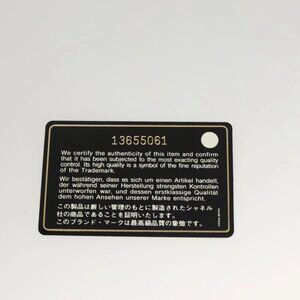 13655061
We certify the authenticity of this item and confirm
that it has been subjected to the most exacting quality
control. Its high quality is a symbol of the fine reputation
of the Trademark.
Wir bestätigen, dass es sich um einen Artikel handelt,
der während seiner Herstellung strengsten Kontrollen
unterworfen war, und dessen erstklassige Qualität
dem hohen Ansehen unserer Marke entspricht.
この製品は厳しい管理のもとに製造されたシャネル
社の商品であることを証明いたします。
このブランド・マークは最高級品質の象徴です。